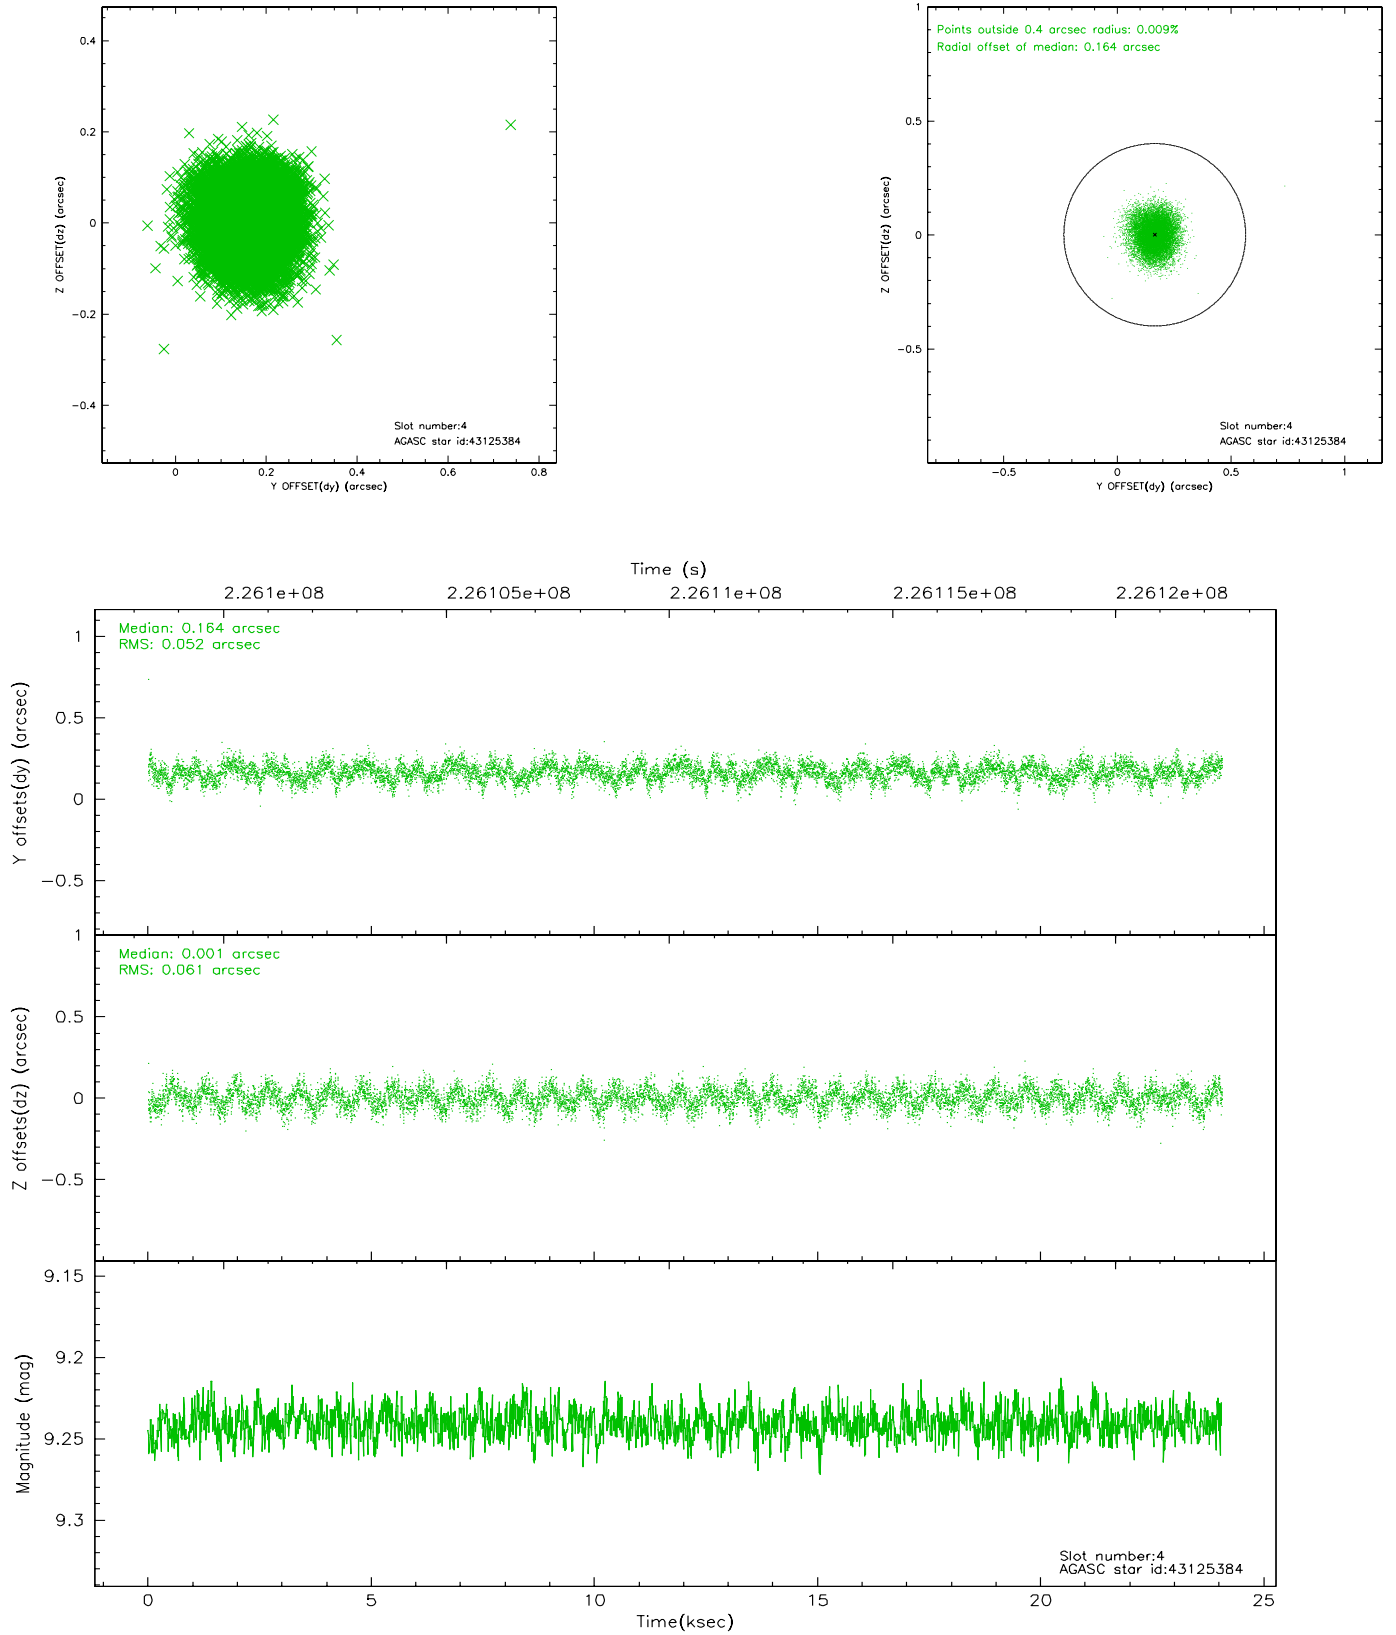 0.4
0.2
0
−0.2
−0.4
Z OFFSET(dz) (arcsec)
Slot number:4
AGASC star id:43125384
0
0.2
0.4
0.6
0.8
Y OFFSET(dy) (arcsec)
Points outside 0.4 arcsec radius: 0.009%
Radial offset of median: 0.164 arcsec
1
0.5
0
−0.5
Z OFFSET(dz) (arcsec)
Slot number:4
AGASC star id:43125384
−0.5
0
0.5
1
Y OFFSET(dy) (arcsec)
Time (s)
2.261e+08
2.26105e+08
2.2611e+08
2.26115e+08
2.2612e+08
Median: 0.164 arcsec
RMS: 0.052 arcsec
1
0.5
0
−0.5
Y offsets(dy) (arcsec)
Median: 0.001 arcsec
RMS: 0.061 arcsec
1
0.5
0
−0.5
Z offsets(dz) (arcsec)
9.15
9.2
9.25
9.3
Magnitude (mag)
Slot number:4
AGASC star id:43125384
0
5
10
15
20
25
Time(ksec)